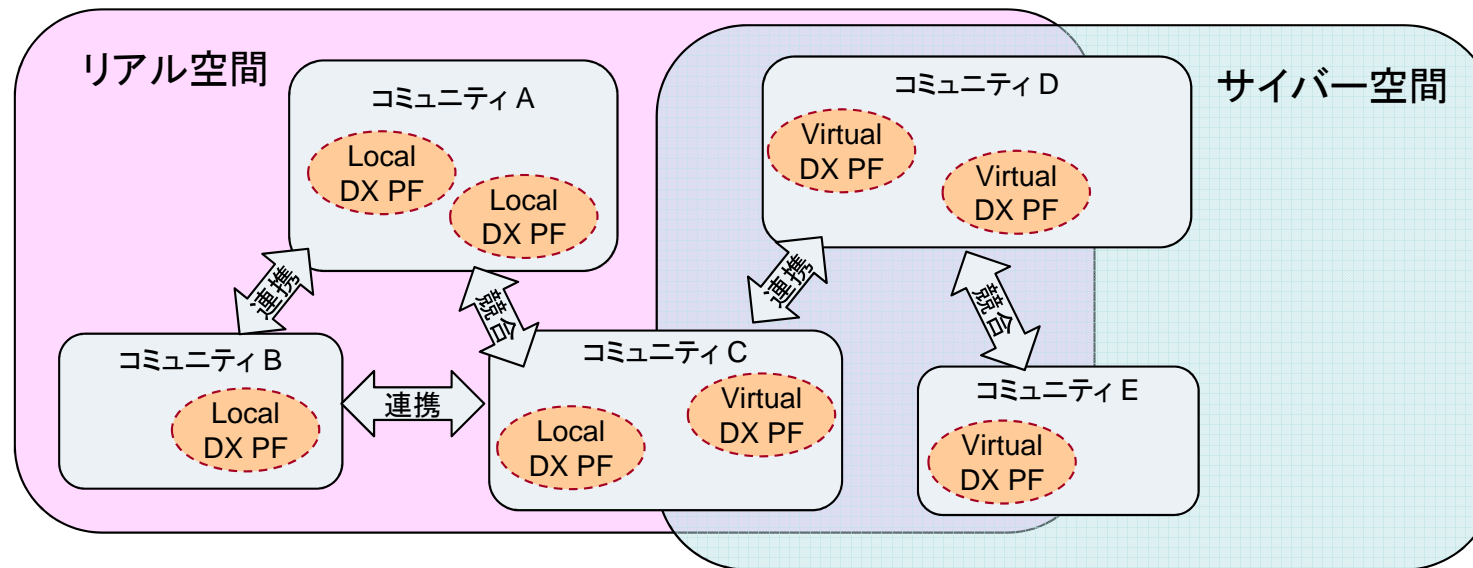 リアル空間
サイバー空間
コミュニティ A
Local
DX PF
Local
DX PF
コミュニティ D
Virtual
DX PF
Virtual
DX PF
連携
競合
連携
競合
コミュニティ B
Local
DX PF
連携
コミュニティ C
Local
DX PF
Virtual
DX PF
コミュニティ E
Virtual
DX PF